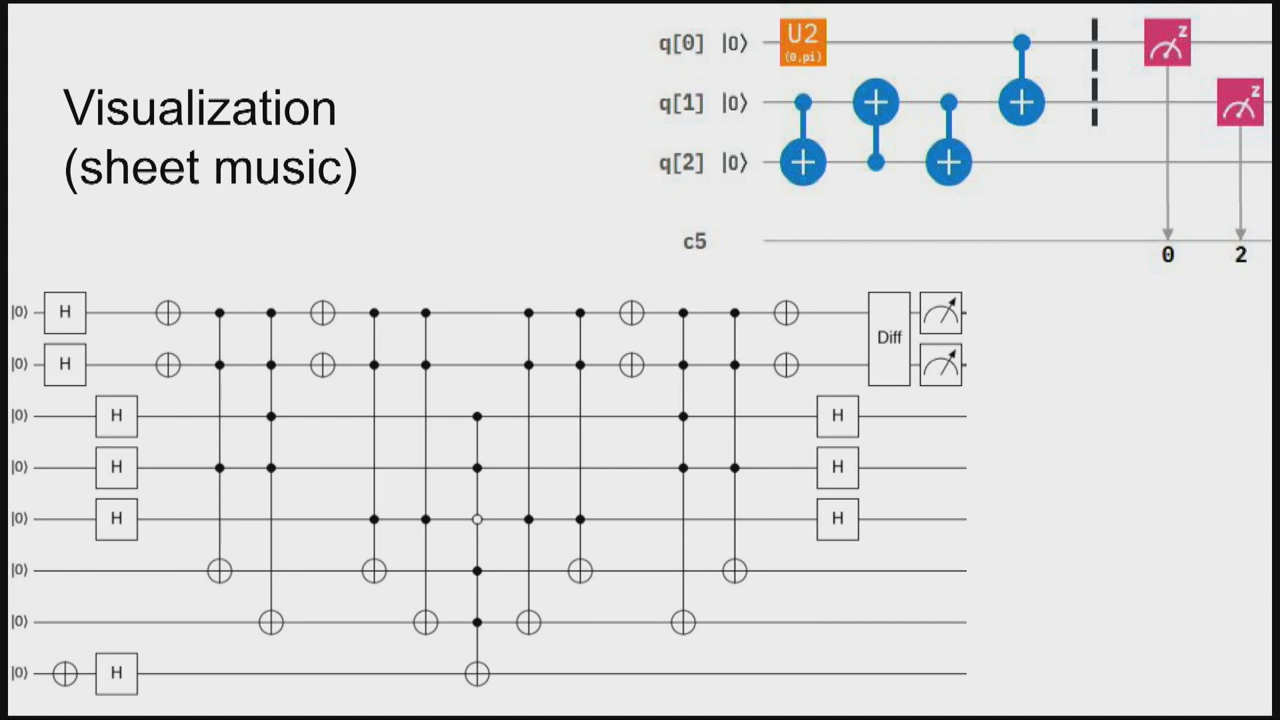 Visualization
(sheet music)
q[0] |0⟩ U2 z
(0,pi)
q[1] |0⟩ z
q[2] |0⟩
c5
0 2
|0⟩ H
|0⟩ H Diff
|0⟩ H H
|0⟩ H H
|0⟩ H H
|0⟩
|0⟩
|0⟩ H